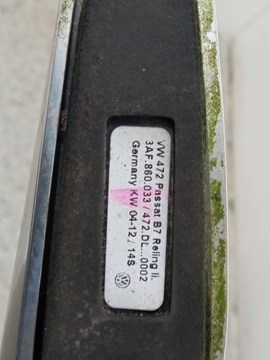 VW 472 Passat B7 Reling li.
3AF.860.033 / 472.DL...0002
Germany KW 04-12 / 14S